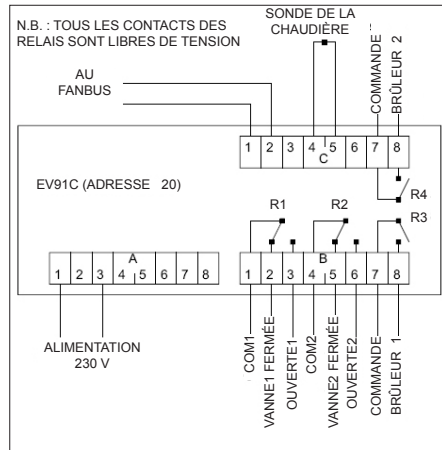 N.B. : TOUS LES CONTACTS DES
RELAIS SONT LIBRES DE TENSION
SONDE DE LA
CHAUDIÈRE
COMMANDE
BRÛLEUR 2
AU
FANBUS
1 2 3 4 5 6 7 8
C
EV91C (ADRESSE 20)
R1
R2
R4
R3
A
1 2 3 4 5 6 7 8
B
1 2 3 4 5 6 7 8
ALIMENTATION
230 V
COM1
VANNE1 FERMÉE
OUVERTE1
COM2
VANNE2 FERMÉE
OUVERTE2
COMMANDE
BRÛLEUR 1